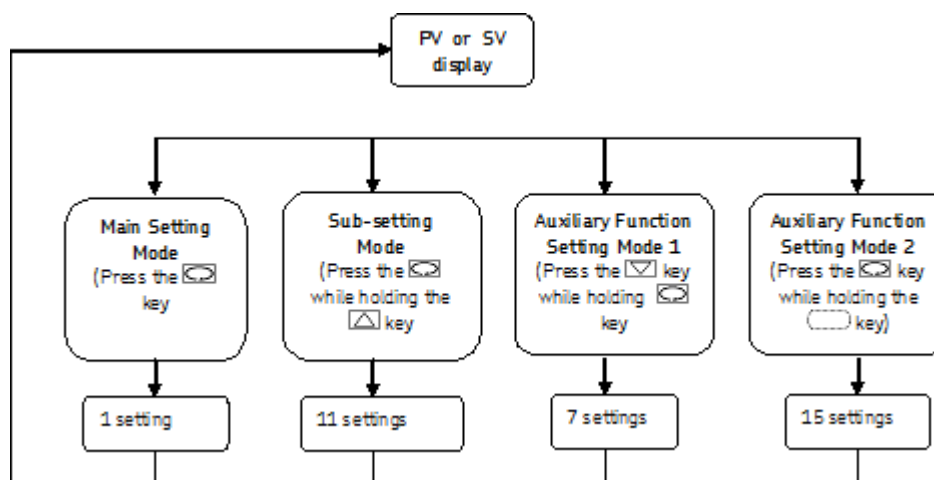 PV or SV
display
Main Setting
Mode
(Press the
key
Sub-setting
Mode
(Press the
while holding the
key
Auxiliary Function
Setting Mode 1
(Press the key
while holding
key
Auxiliary Function
Setting Mode 2
(Press the key
while holding the
key)
1 setting
11 settings
7 settings
15 settings